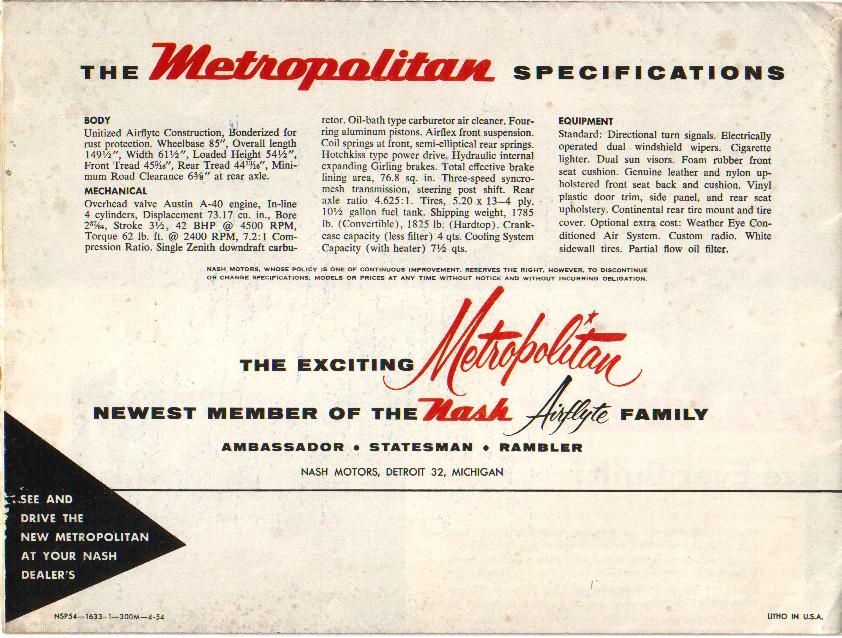 THE Metropolitan SPECIFICATIONS
BODY
Unitized Airflyte Construction, Bonderized for
rust protection. Wheelbase 85″, Overall length
149½″, Width 61½″, Loaded Height 54½″,
Front Tread 45⁵⁄₁₆″, Rear Tread 44¹³⁄₁₆″, Mini-
mum Road Clearance 6⅜″ at rear axle.
MECHANICAL
Overhead valve Austin A-40 engine, In-line
4 cylinders, Displacement 73.17 cu. in., Bore
Stroke 3½, 42 BHP @ 4500 RPM,
Torque 62 lb. ft. @ 2400 RPM, 7.2:1 Com-
pression Ratio. Single Zenith downdraft carbu-
retor. Oil-bath type carburetor air cleaner. Four-
ring aluminum pistons. Airflex front suspension.
Coil springs at front, semi-elliptical rear springs.
Hotchkiss type power drive. Hydraulic internal
expanding Girling brakes. Total effective brake
lining area, 76.8 sq. in. Three-speed syncro-
mesh transmission, steering post shift. Rear
axle ratio 4.625:1. Tires, 5.20 x 13—4 ply.
10½ gallon fuel tank. Shipping weight, 1785
lb. (Convertible), 1825 lb. (Hardtop). Crank-
case capacity (less filter) 4 qts. Cooling System
Capacity (with heater) 7½ qts.
EQUIPMENT
Standard: Directional turn signals. Electrically
operated dual windshield wipers. Cigarette
lighter. Dual sun visors. Foam rubber front
seat cushion. Genuine leather and nylon up-
holstered front seat back and cushion. Vinyl
plastic door trim, side panel, and rear seat
upholstery. Continental rear tire mount and tire
cover. Optional extra cost: Weather Eye Con-
ditioned Air System. Custom radio. White
sidewall tires. Partial flow oil filter.
NASH MOTORS, WHOSE POLICY IS ONE OF CONTINUOUS IMPROVEMENT, RESERVES THE RIGHT, HOWEVER, TO DISCONTINUE
OR CHANGE SPECIFICATIONS, MODELS OR PRICES AT ANY TIME WITHOUT NOTICE AND WITHOUT INCURRING OBLIGATION.
THE EXCITING Metropolitan
NEWEST MEMBER OF THE Nash Airflyte FAMILY
AMBASSADOR • STATESMAN • RAMBLER
NASH MOTORS, DETROIT 32, MICHIGAN
SEE AND
DRIVE THE
NEW METROPOLITAN
AT YOUR NASH
DEALER'S
NSP54—1633—1—300M—4-54
LITHO IN U.S.A.